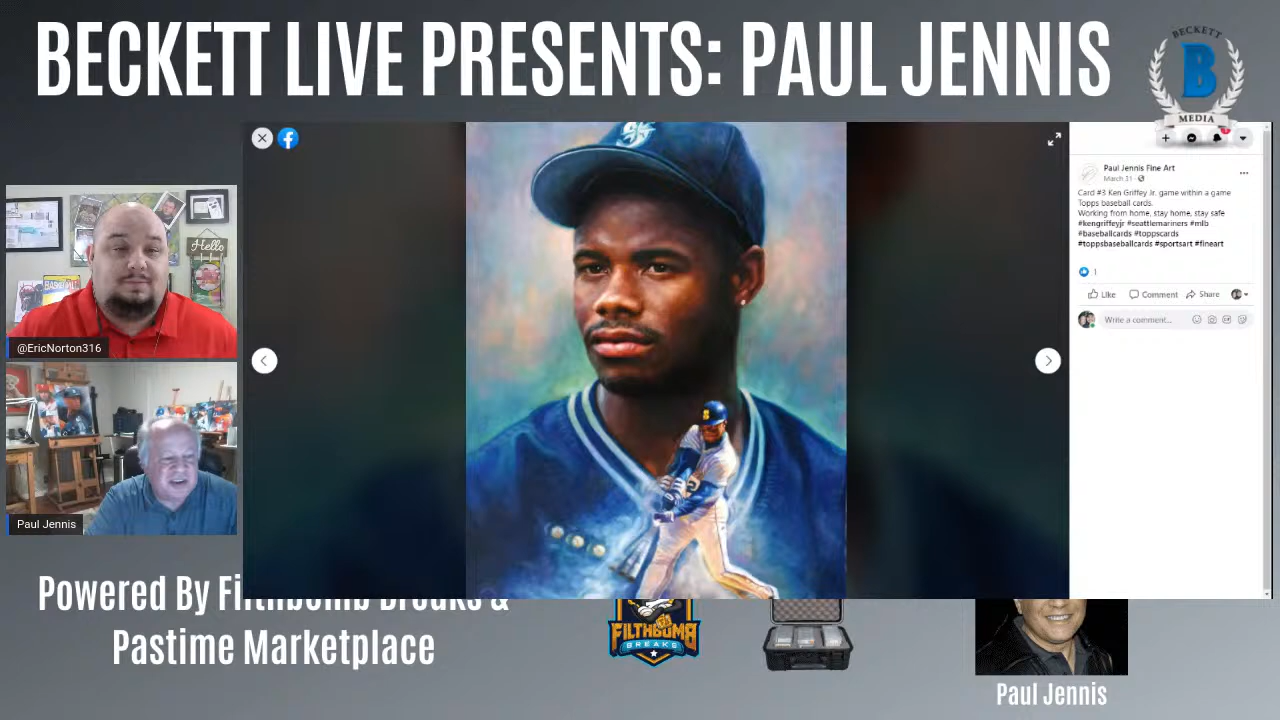 BECKETT LIVE PRESENTS: PAUL JENNIS
BECKETT
B
MEDIA
Paul Jennis Fine Art
March 31
Card #3 Ken Griffey Jr. game within a game
Topps baseball cards.
Working from home, stay home, stay safe
#kengriffeyjr #seattlemariners #mlb
#baseballcards #toppscards
#toppsbaseballcards #sportsart #fineart
1
Like Comment Share
Write a comment...
Hello
BASKETBALL
@EricNorton316
Paul Jennis
S
Powered By Filthbomb Breaks &
Pastime Marketplace
FILTHBOMB
BREAKS
Paul Jennis